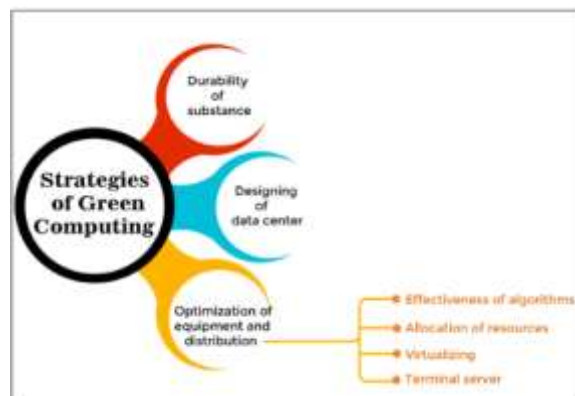 Durability
of
substance
Strategies
of Green
Computing
Designing
of
data center
Optimization of
equipment and
distribution
Effectiveness of algorithms
Allocation of resources
Virtualizing
Terminal server